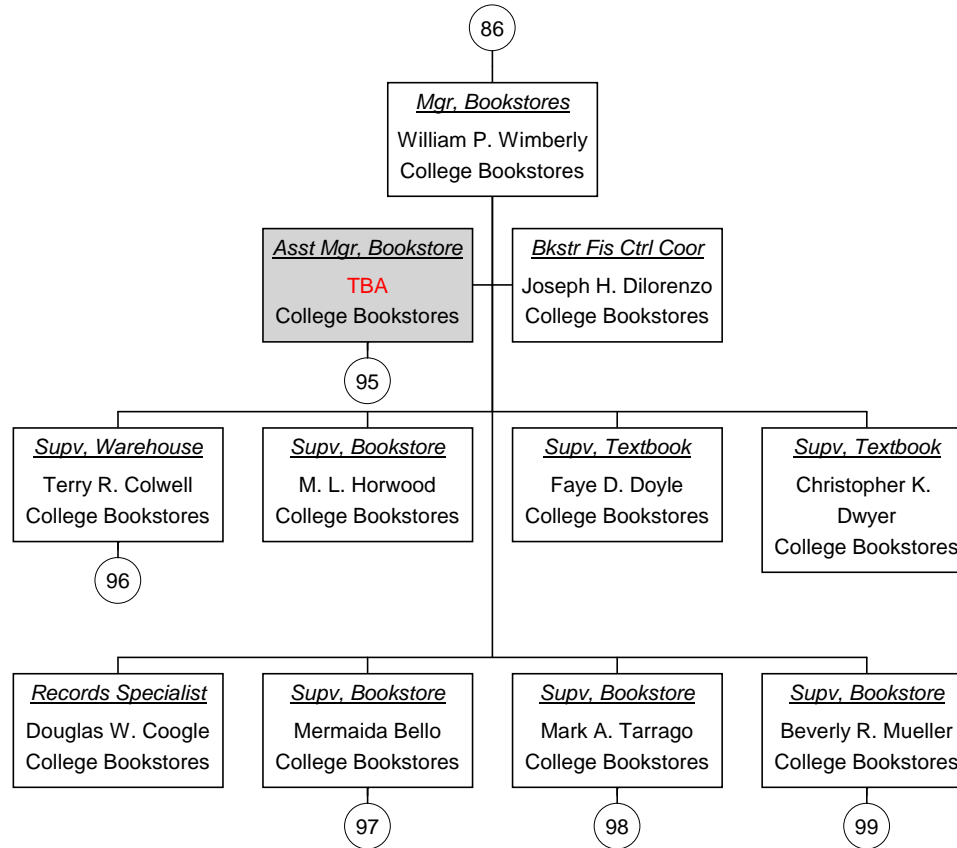 86
Mgr, Bookstores
William P. Wimberly
College Bookstores
Asst Mgr, Bookstore
TBA
College Bookstores
95
Bkstr Fis Ctrl Coor
Joseph H. Dilorenzo
College Bookstores
Supv, Warehouse
Terry R. Colwell
College Bookstores
96
Supv, Bookstore
M. L. Horwood
College Bookstores
Supv, Textbook
Faye D. Doyle
College Bookstores
Supv, Textbook
Christopher K.
Dwyer
College Bookstores
Records Specialist
Douglas W. Coogle
College Bookstores
Supv, Bookstore
Mermaida Bello
College Bookstores
97
Supv, Bookstore
Mark A. Tarrago
College Bookstores
98
Supv, Bookstore
Beverly R. Mueller
College Bookstores
99